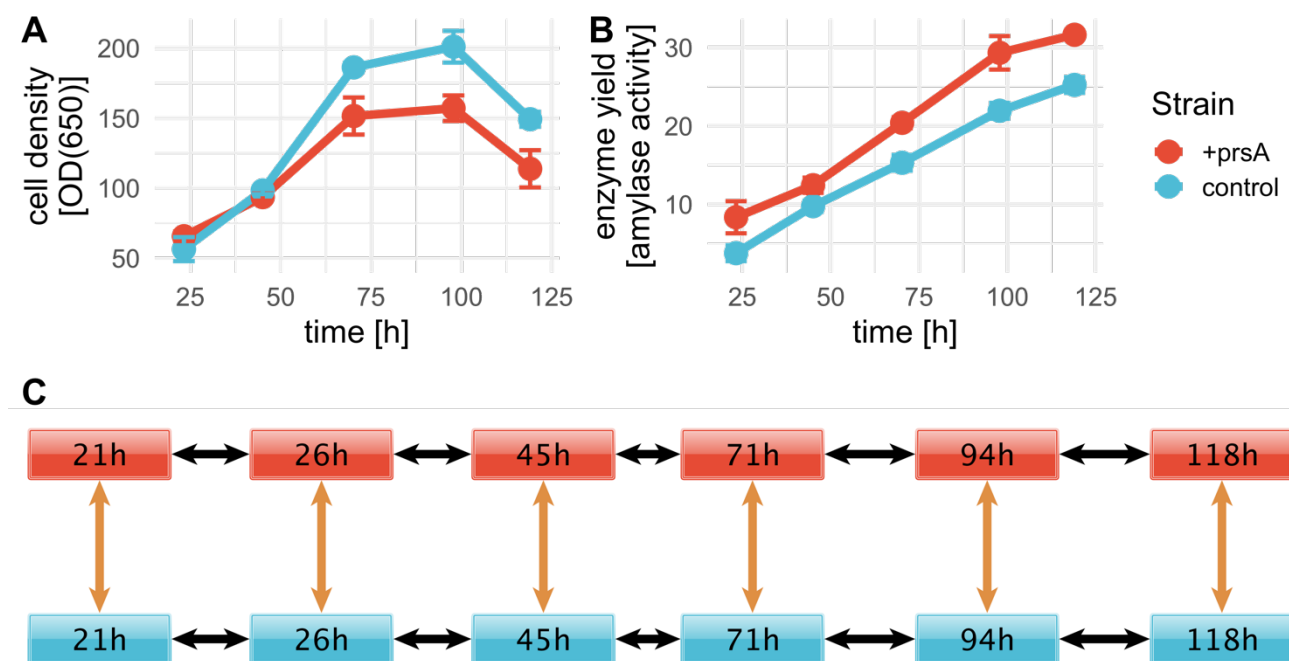 A
cell density
[OD(650)]
200
150
100
50
25 50 75 100 125
time [h]
B
enzyme yield
[amylase activity]
30
20
10
25 50 75 100 125
time [h]
Strain
+prsA
control
C
21h 26h 45h 71h 94h 118h
21h 26h 45h 71h 94h 118h